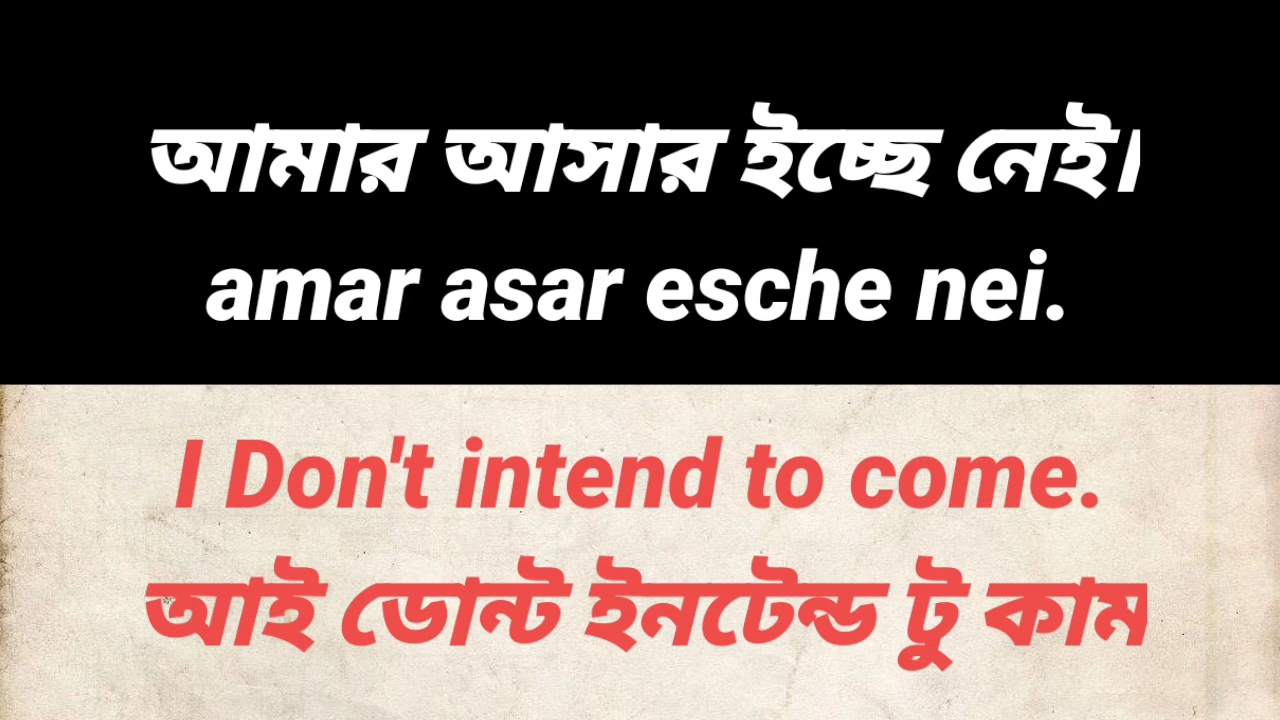 আমার আসার ইচ্ছে নেই।
amar asar esche nei.
I Don't intend to come.
আই ডোন্ট ইনটেন্ড টু কাম